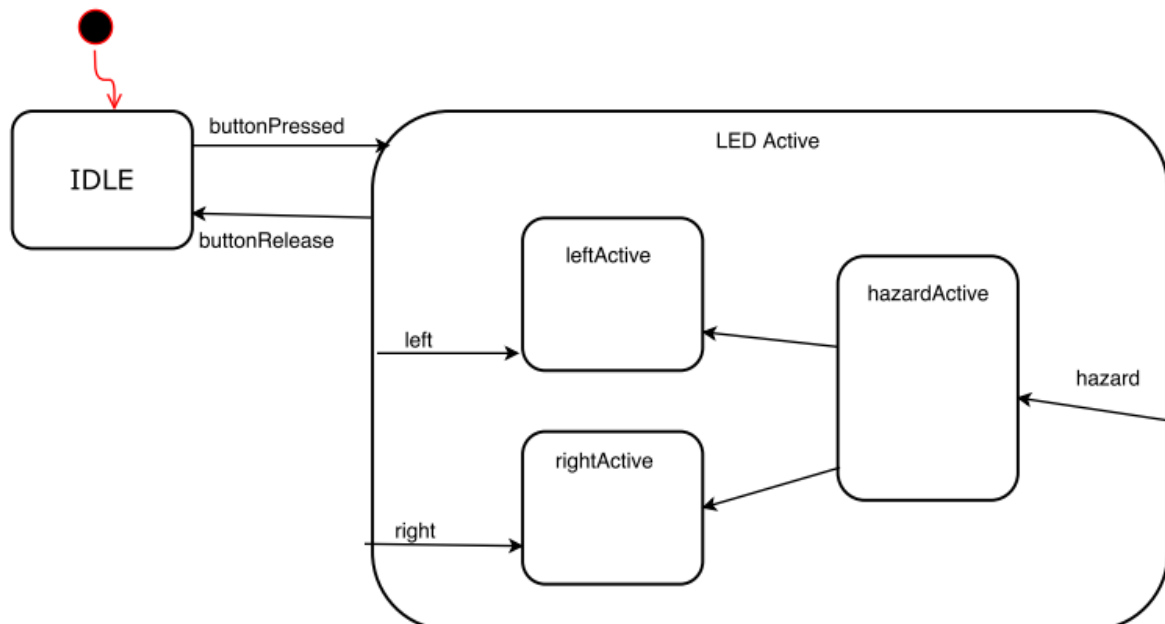 buttonPressed
LED Active
IDLE
buttonRelease
leftActive
hazardActive
left
hazard
rightActive
right